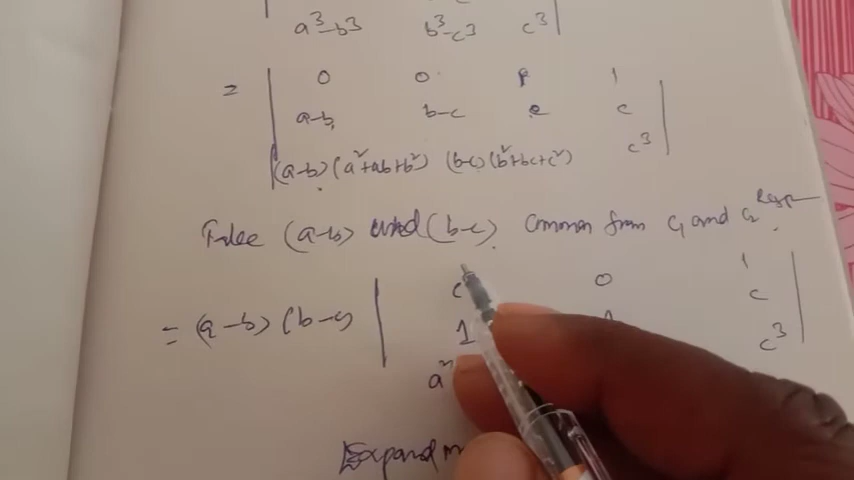 a³-b³ b³-c³ c³
= | 0 0 1
a-b b-c c
(a-b)(a²+ab+b²) (b-c)(b²+bc+c²) c³ |
(a-b) and (b-c) common from c₁ and c₂ Resp
= (a-b) (b-c) | 0 1
1 c
a² c³ |
Expand